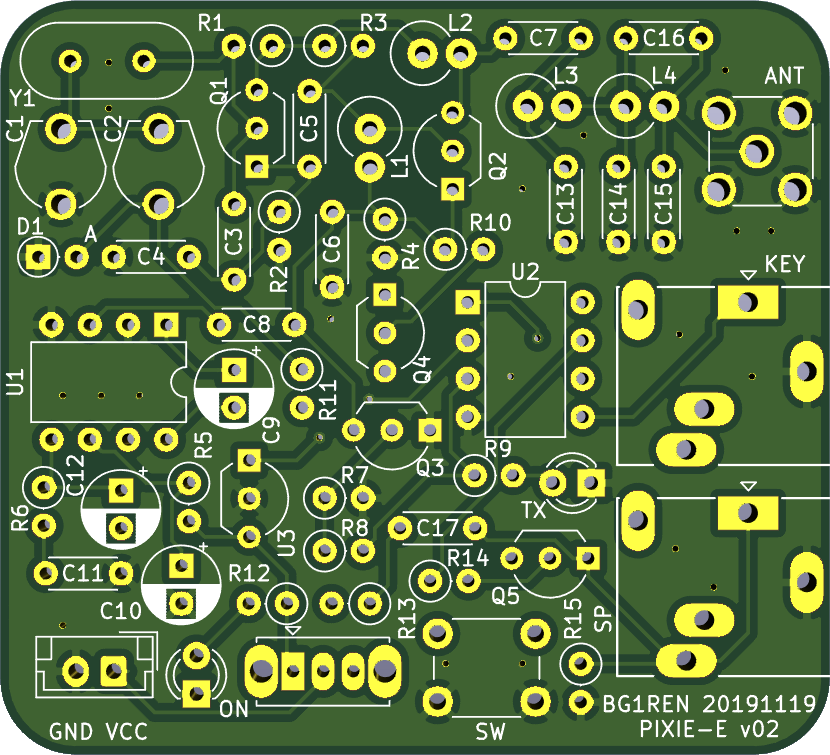 R1 R3 L2 C7 C16
Y1 Q1 L3 L4 ANT
C1 C2 C5 L1 Q2
D1 A C4 C3 R2 C6 R4 R10 C13 C14 C15
KEY
U2
C8
U1 + R11 Q4
C9
Q3
R5 R9
C12 + R7 TX
R6 U3 R8 C17
+ R14
C11 R12 Q5
C10 R13 R15 SP
ON
BG1REN 20191119
GND VCC SW PIXIE-E v02